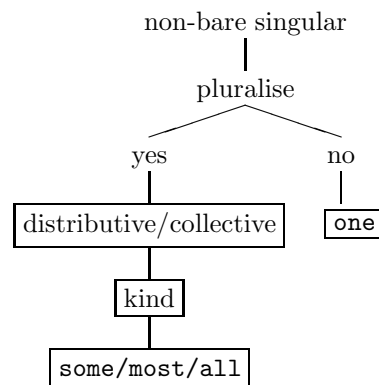 non-bare singular
pluralise
yes no
distributive/collective one
kind
some/most/all